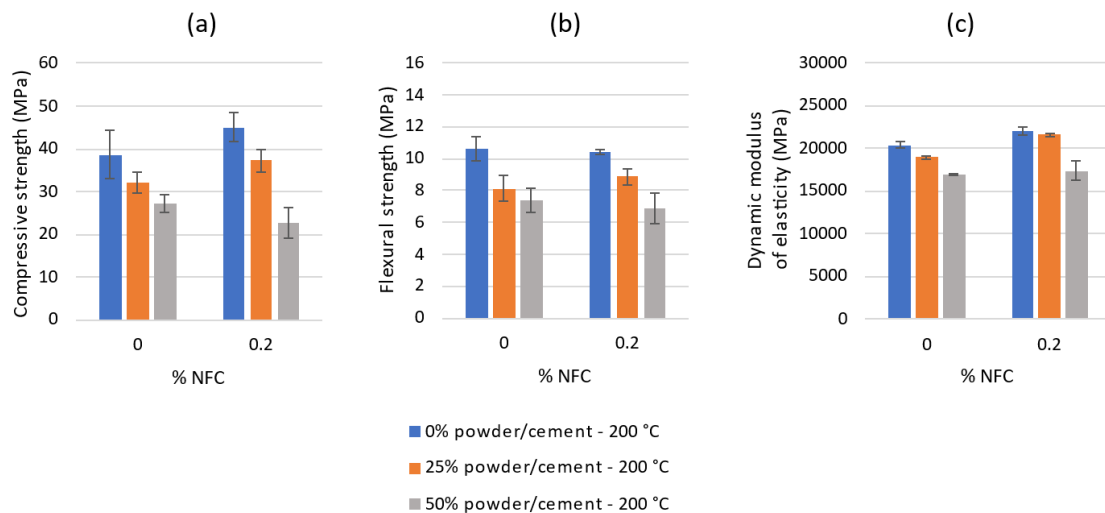 (a)
Compressive strength (MPa)
60
50
40
30
20
10
0
0
0.2
% NFC
(b)
Flexural strength (MPa)
16
14
12
10
8
6
4
2
0
0
0.2
% NFC
(c)
Dynamic modulus
of elasticity (MPa)
30000
25000
20000
15000
10000
5000
0
0
0.2
% NFC
0% powder/cement - 200 °C
25% powder/cement - 200 °C
50% powder/cement - 200 °C